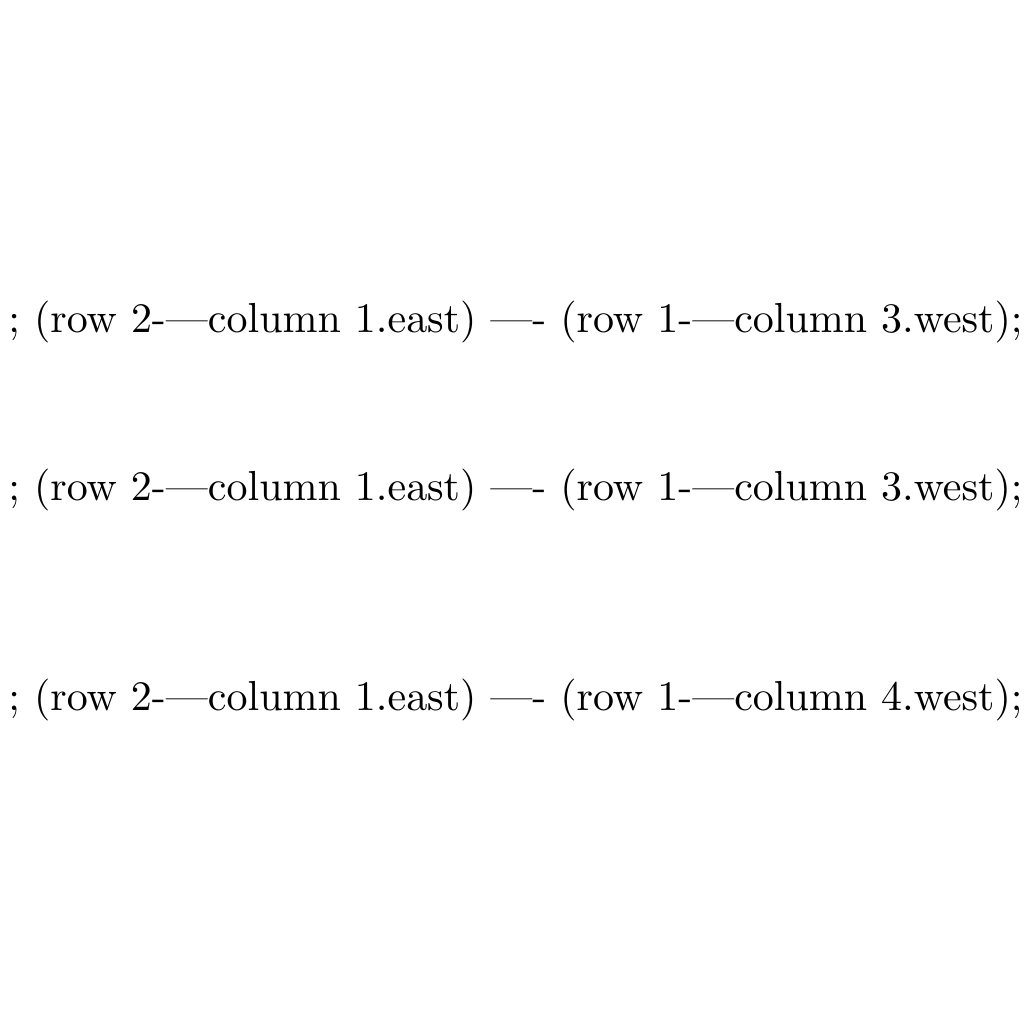 ; (row 2-—column 1.east) —- (row 1-—column 3.west);
; (row 2-—column 1.east) —- (row 1-—column 3.west);
; (row 2-—column 1.east) —- (row 1-—column 4.west);